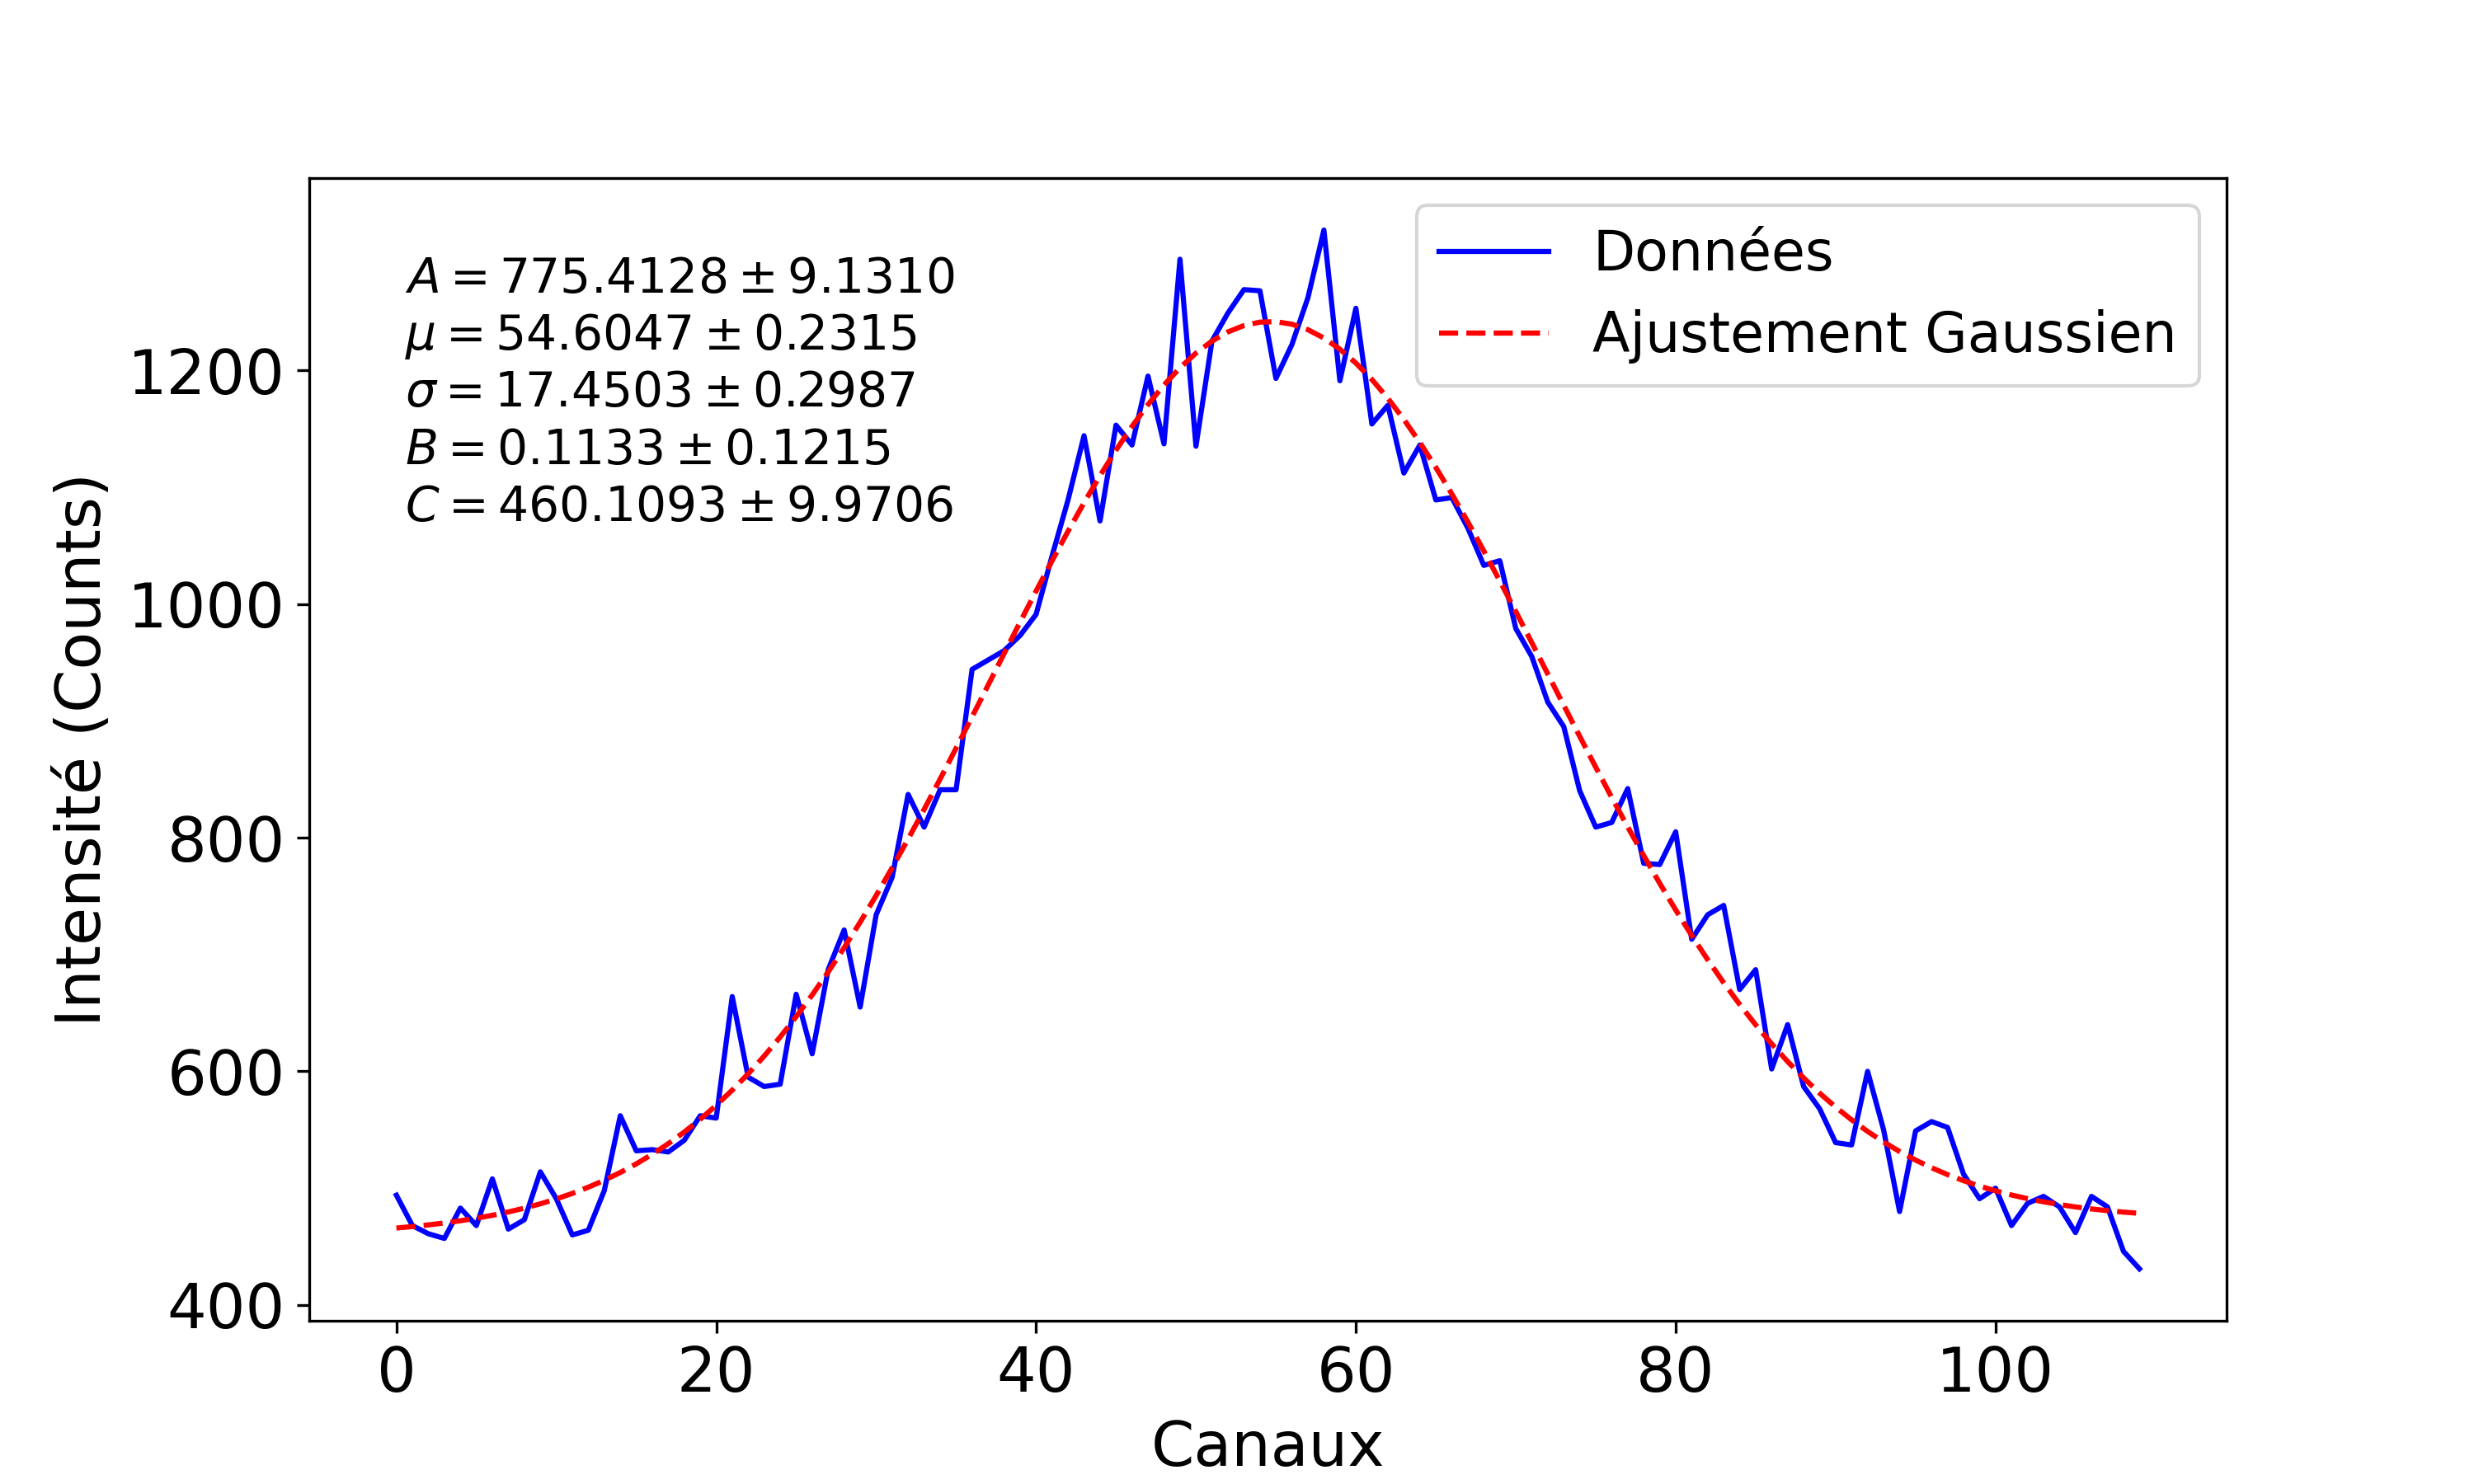 A = 775.4128 ± 9.1310
μ = 54.6047 ± 0.2315
σ = 17.4503 ± 0.2987
B = 0.1133 ± 0.1215
C = 460.1093 ± 9.9706
Données
Ajustement Gaussien
Intensité (Counts)
1200
1000
800
600
400
0 20 40 60 80 100
Canaux